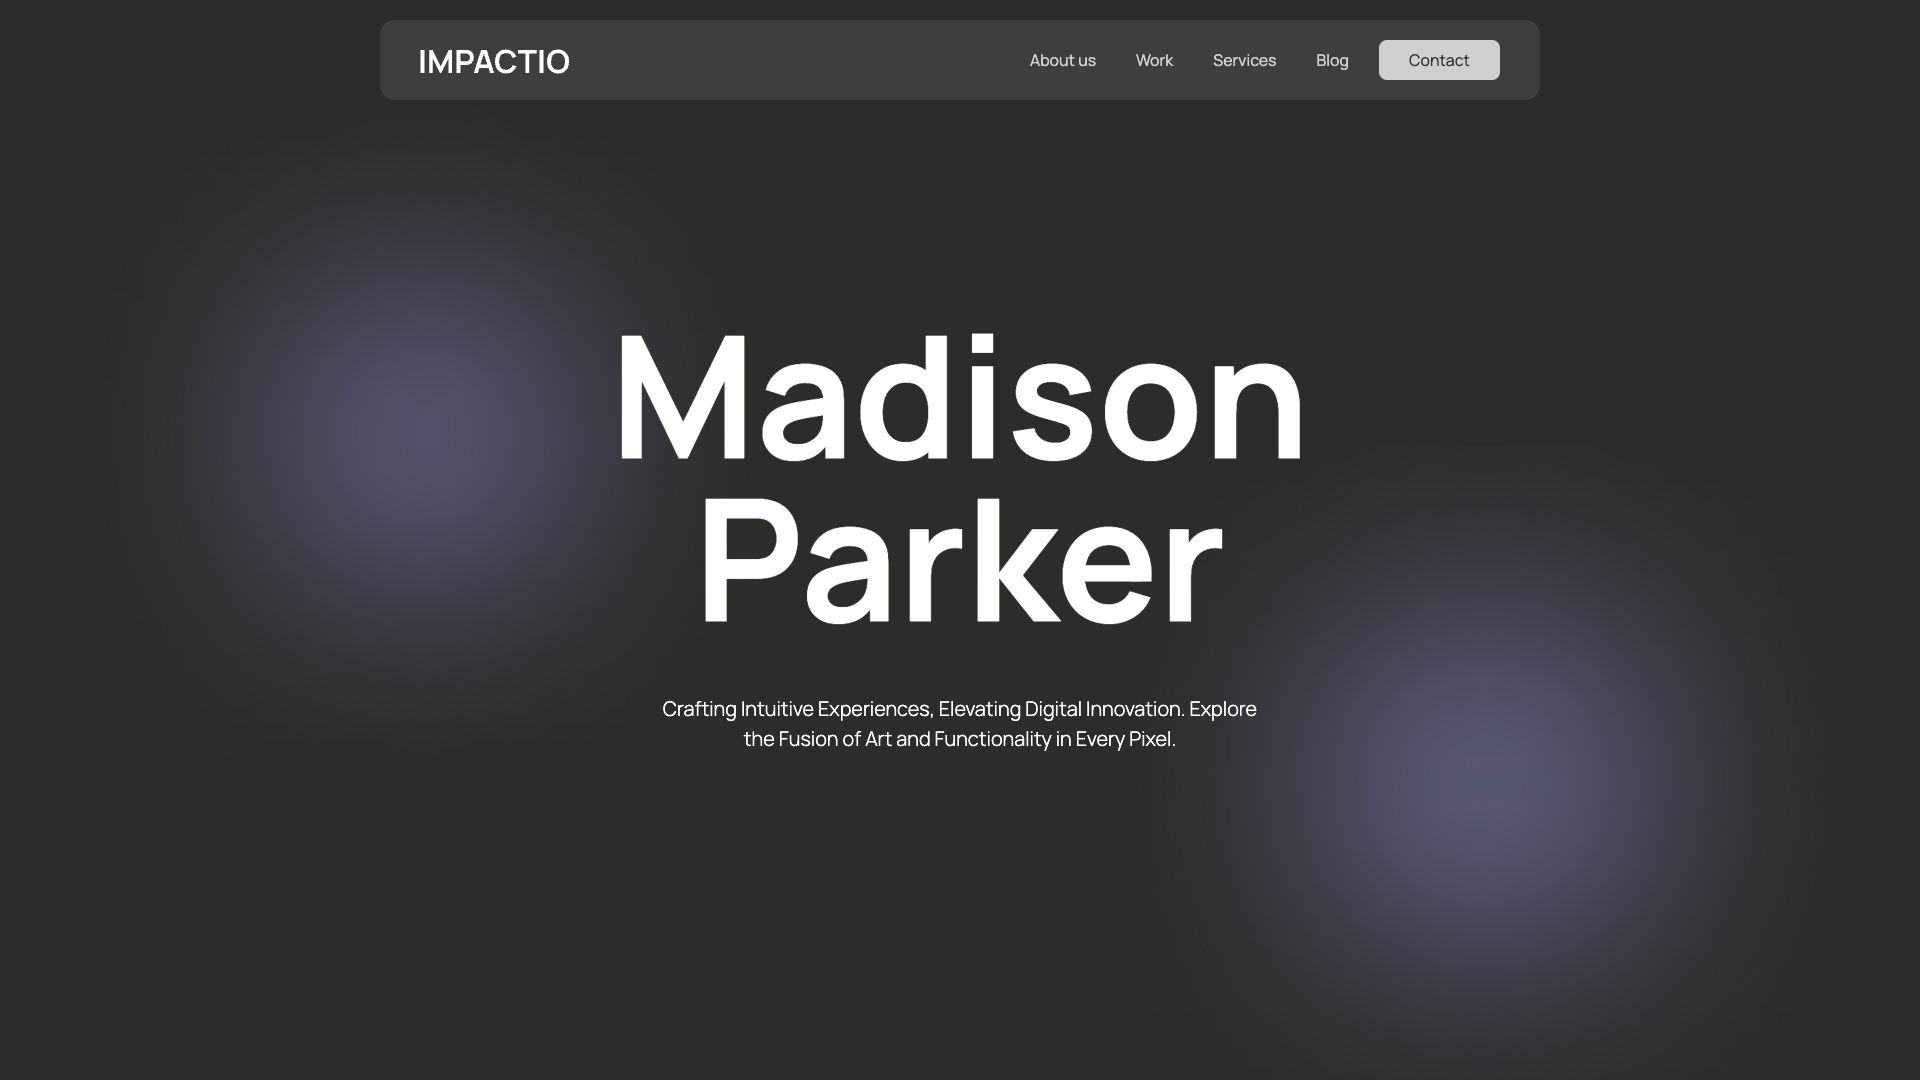 IMPACTIO
About us
Work
Services
Blog
Contact
Madison
Parker
Crafting Intuitive Experiences, Elevating Digital Innovation. Explore
the Fusion of Art and Functionality in Every Pixel.